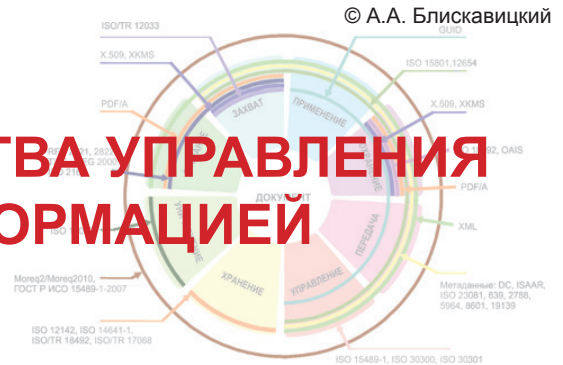 © А.А. Блискавицкий
ISO/TR 12033
GUID
X.509, XKMS
ISO 15801,12654
PDF/A
X.509, XKMS
ЗАХВАТ
ПРИМЕНЕНИЕ
ТВА УПРАВЛЕНИЯ
OAIS
PDF/A
ДОКУМЕНТ
ОРМАЦИЕЙ
ПЕРЕДАЧА
XML
ХРАНЕНИЕ
УПРАВЛЕНИЕ
Moreq2/Moreq2010,
ГОСТ Р ИСО 15489-1-2007
Метаданные: DC, ISAAR,
ISO 23081, 639, 2788,
5964, 8601, 19139
ISO 12142, ISO 14641-1,
ISO/TR 18492, ISO/TR 17068
ISO 15489-1, ISO 30300, ISO 30301